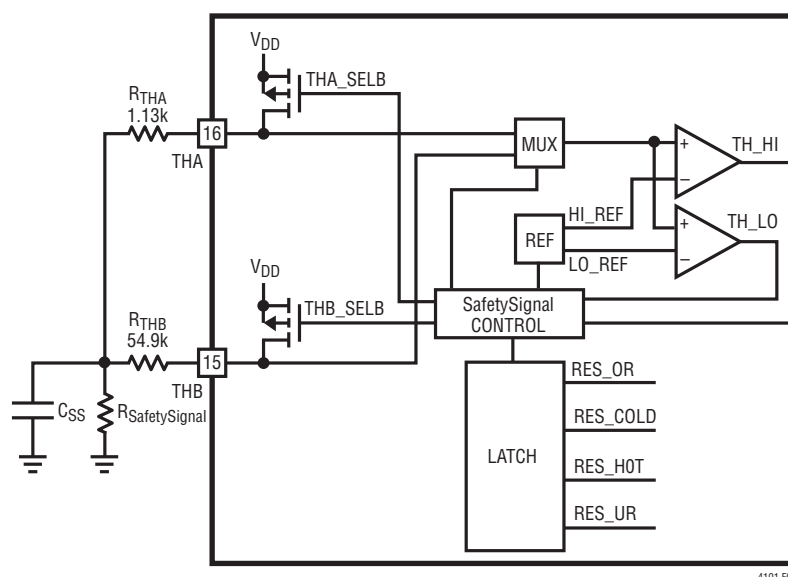 VDD
RTHA
1.13k
THA_SELB
16
THA
MUX
+
–
TH_HI
HI_REF
REF
LO_REF
+
–
TH_LO
VDD
THB_SELB
SafetySignal
CONTROL
RTHB
54.9k
15
THB
CSS
RSafetySignal
LATCH
RES_OR
RES_COLD
RES_H0T
RES_UR